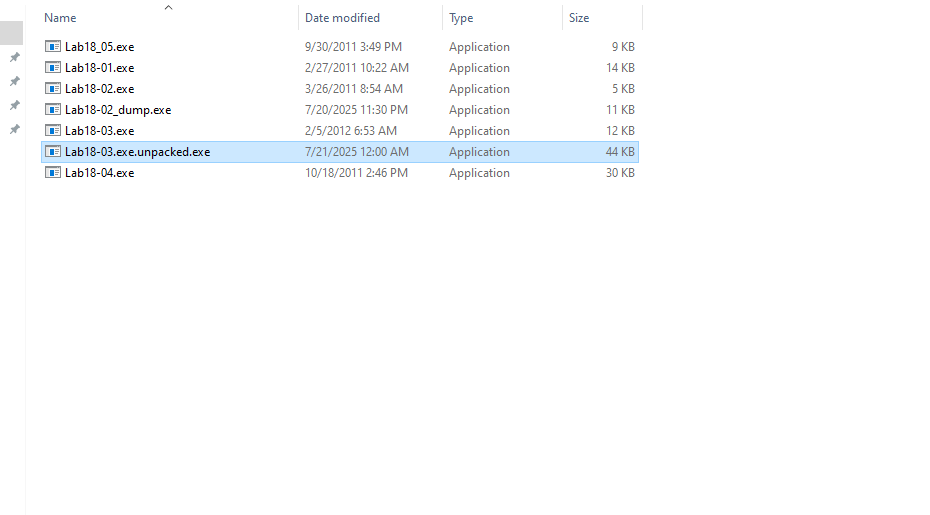 Name Date modified Type Size
Lab18_05.exe 9/30/2011 3:49 PM Application 9 KB
Lab18-01.exe 2/27/2011 10:22 AM Application 14 KB
Lab18-02.exe 3/26/2011 8:54 AM Application 5 KB
Lab18-02_dump.exe 7/20/2025 11:30 PM Application 11 KB
Lab18-03.exe 2/5/2012 6:53 AM Application 12 KB
Lab18-03.exe.unpacked.exe 7/21/2025 12:00 AM Application 44 KB
Lab18-04.exe 10/18/2011 2:46 PM Application 30 KB